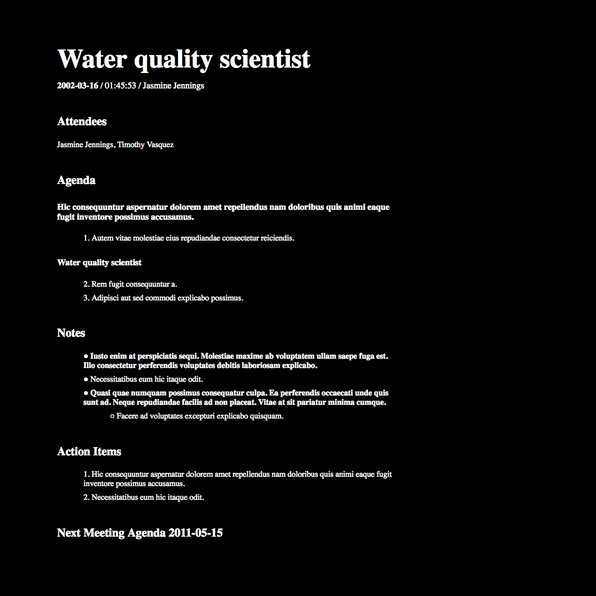 Water quality scientist
2002-03-16 / 01:45:53 / Jasmine Jennings
Attendees
Jasmine Jennings, Timothy Vasquez
Agenda
Hic consequuntur aspernatur dolorem amet repellendus nam doloribus quis animi eaque
fugit inventore possimus accusamus.
1. Autem vitae molestiae eius repudiandae consectetur reiciendis.
Water quality scientist
2. Rem fugit consequuntur a.
3. Adipisci aut sed commodi explicabo possimus.
Notes
● Iusto enim at perspiciatis sequi. Molestiae maxime ab voluptatem ullam saepe fuga est.
Illo consectetur perferendis voluptates debitis laboriosam explicabo.
● Necessitatibus eum hic itaque odit.
● Quasi quae numquam possimus consequatur culpa. Ea perferendis occaecati unde quis
sunt ad. Neque repudiandae facilis ad non placeat. Vitae at sit pariatur minima cumque.
○ Facere ad voluptates excepturi explicabo quisquam.
Action Items
1. Hic consequuntur aspernatur dolorem amet repellendus nam doloribus quis animi eaque fugit
inventore possimus accusamus.
2. Necessitatibus eum hic itaque odit.
Next Meeting Agenda 2011-05-15